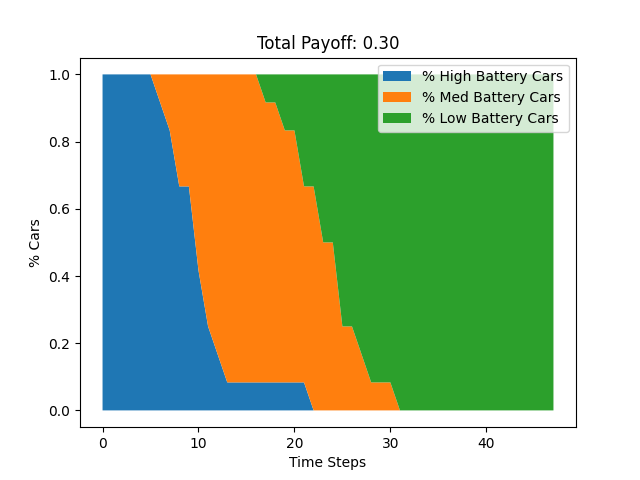 Total Payoff: 0.30
% High Battery Cars
% Med Battery Cars
% Low Battery Cars
1.0
0.8
0.6
0.4
0.2
0.0
% Cars
0 10 20 30 40
Time Steps